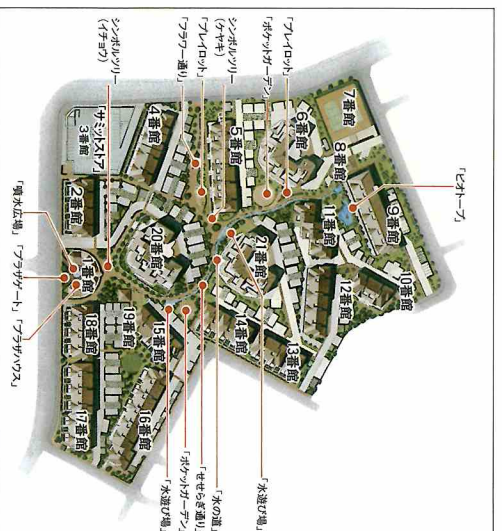 「プレイロット」
「ポケットガーデン」
シンボルツリー
(ケヤキ)
「プレイロット」
「フラワー通り」
シンボルツリー
(イチョウ)
「ビオトープ」
7番館
8番館
9番館
10番館
6番館
11番館
12番館
5番館
21番館
13番館
14番館
4番館
20番館
15番館
16番館
「サミットストア」
3番館
2番館
1番館
19番館
18番館
17番館
「水遊び場」
「水の道」
「せせらぎ通り」
「ポケットガーデン」
「水遊び場」
「噴水広場」
「プラザゲート」
「プラザハウス」